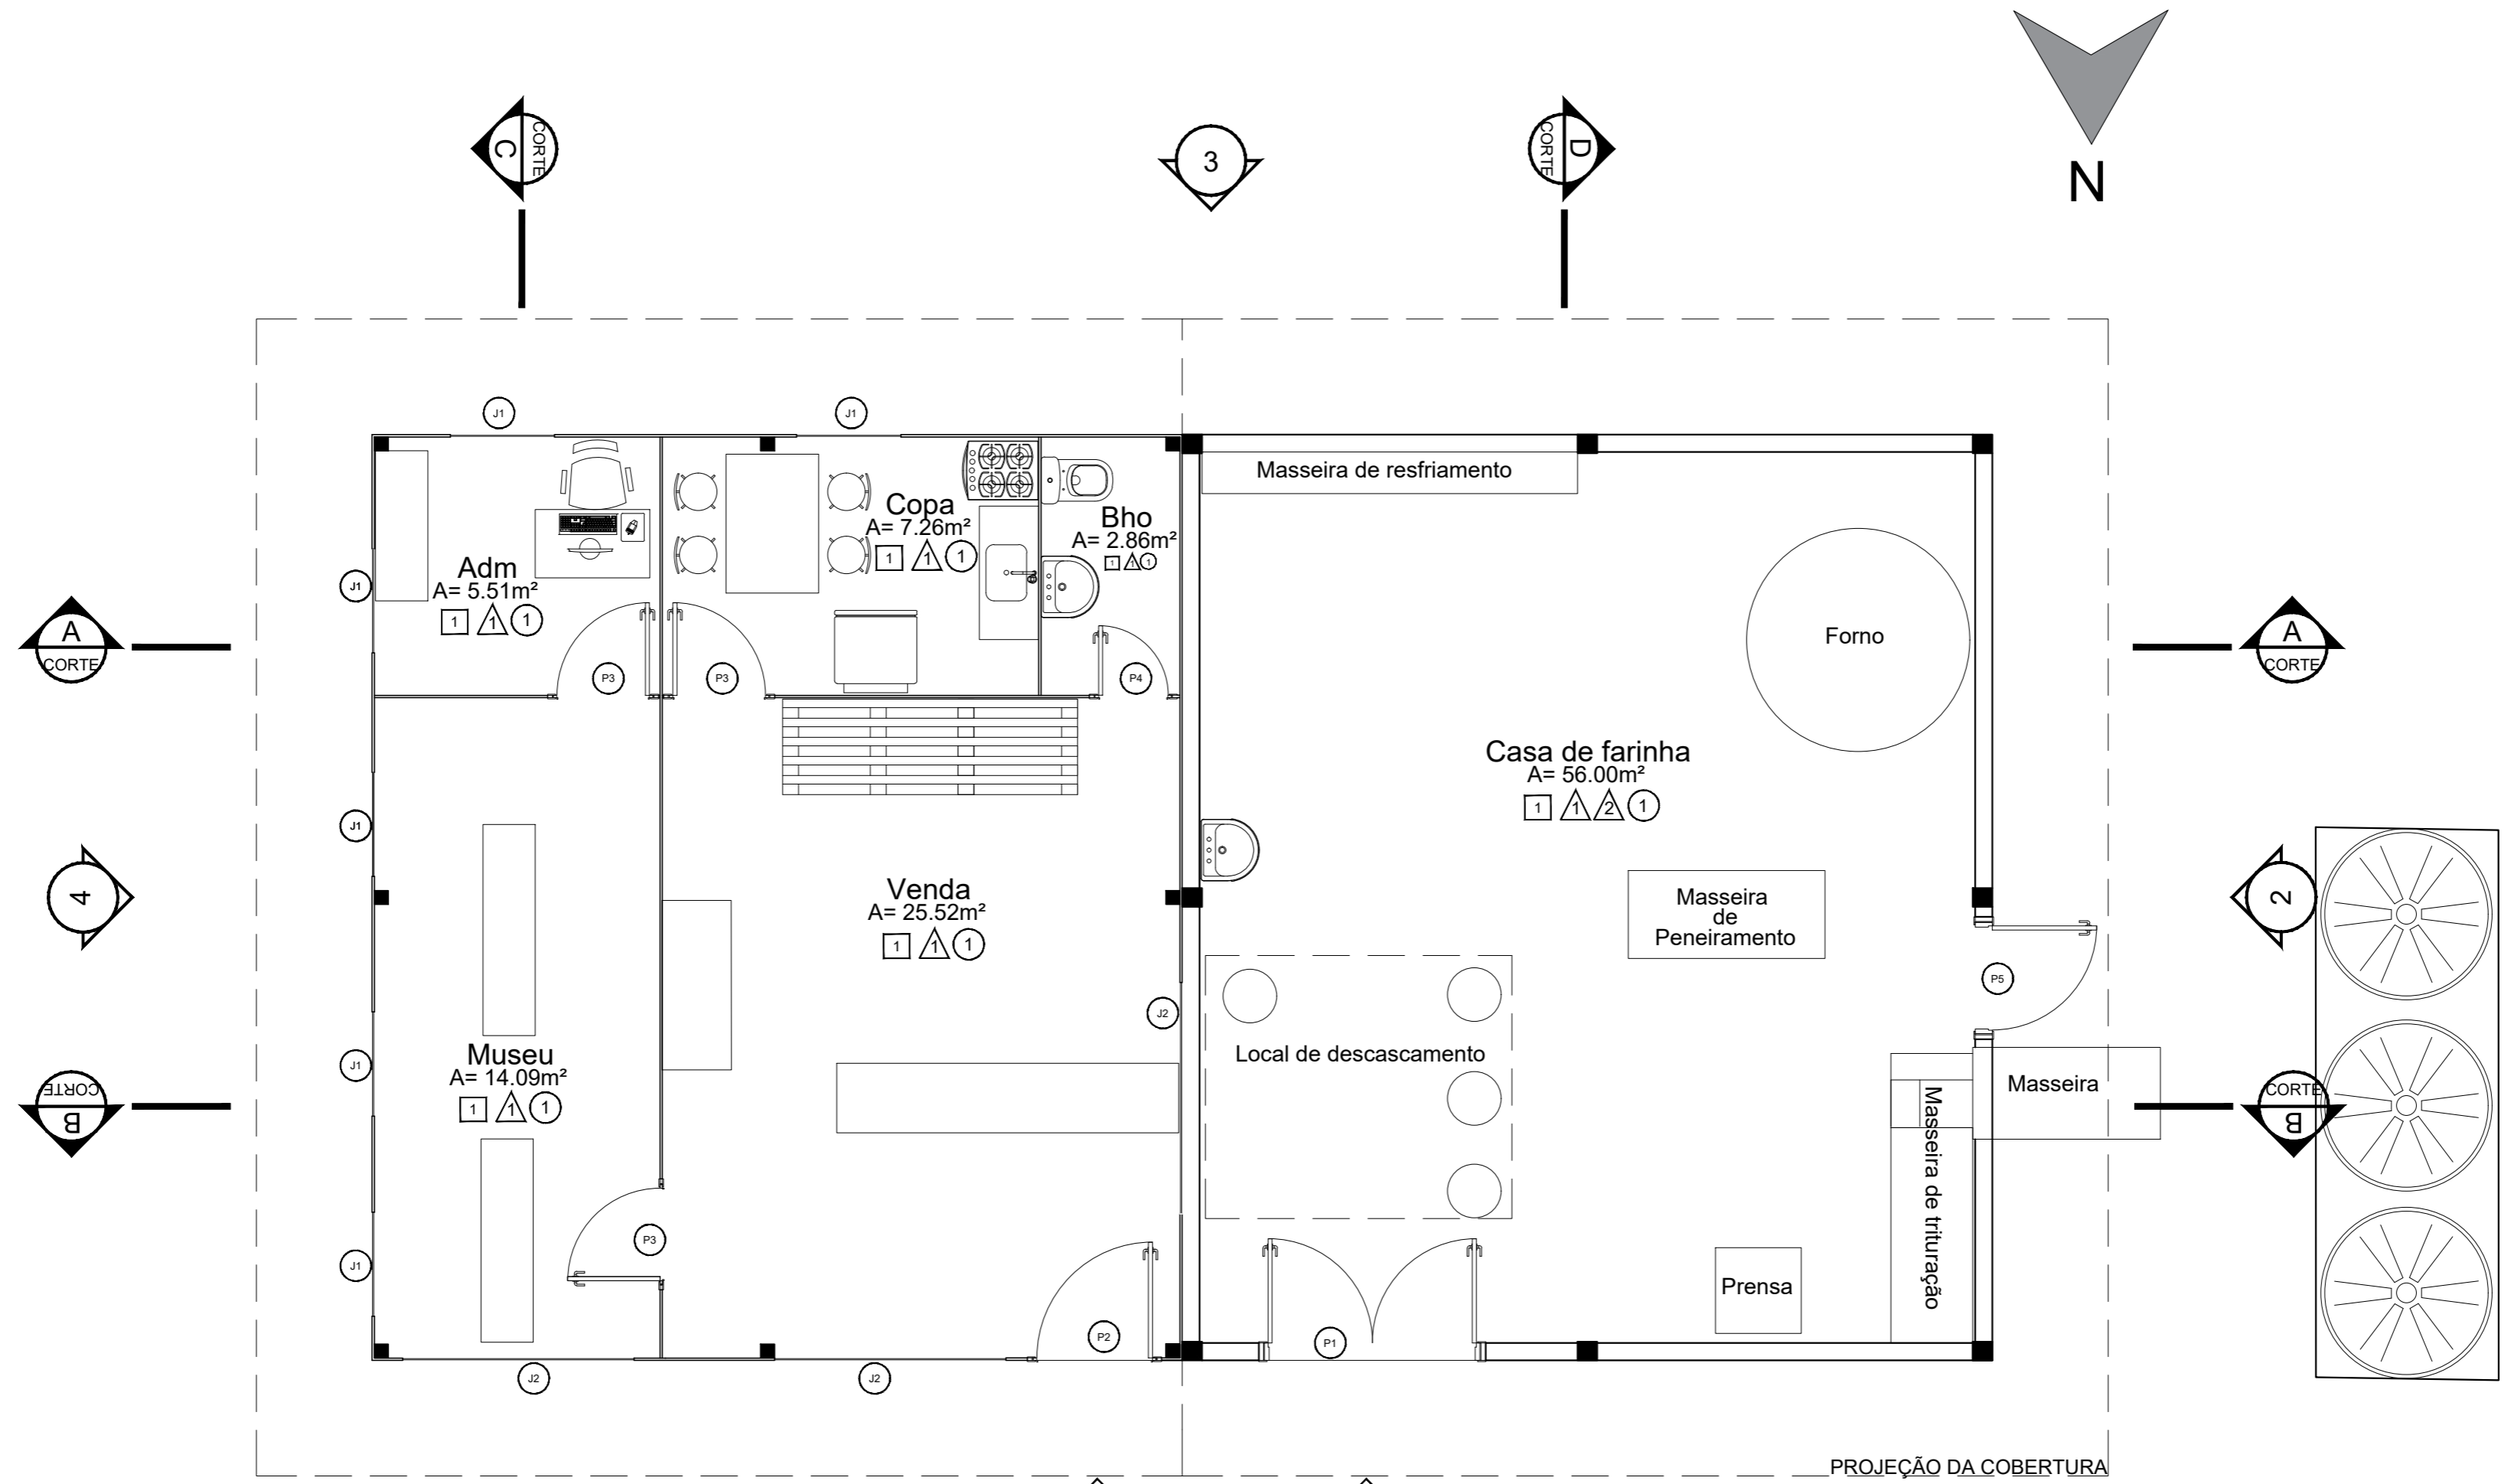 N
C
CORTE
3
CORTE
D
J1
J1
Masseira de resfriamento
Copa
A= 7.26m²
1 1 1
Bho
A= 2.86m²
1 1 1
Adm
A= 5.51m²
1 1 1
J1
A
CORTE
Forno
A
CORTE
P3
P3
P4
Casa de farinha
A= 56.00m²
1 1 2 1
J1
4
Venda
A= 25.52m²
1 1 1
Masseira
de
Peneiramento
2
P5
J2
Museu
A= 14.09m²
1 1 1
J1
Local de descascamento
Masseira
CORTE
B
CORTE
B
Masseira de trituração
P3
J1
Prensa
P2
P1
J2
J2
PROJEÇÃO DA COBERTURA